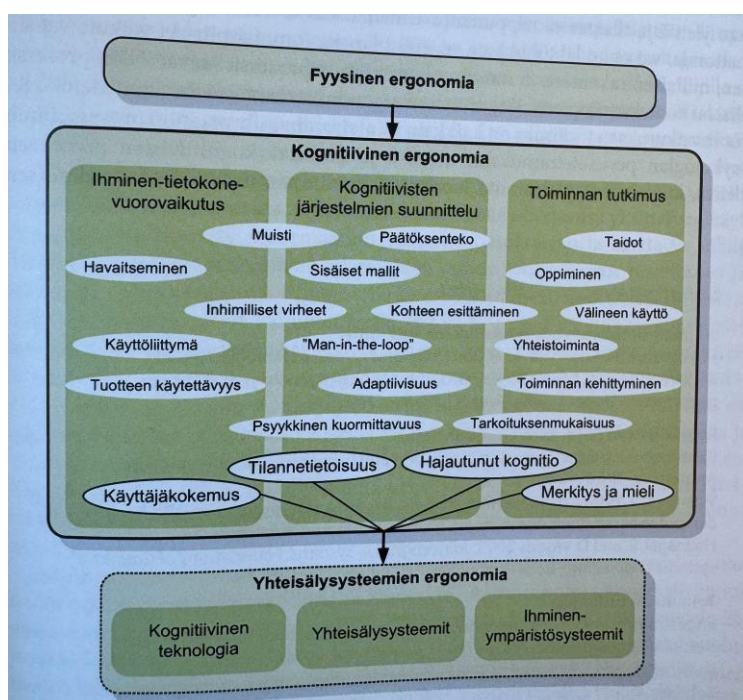 Fyysinen ergonomia
Kognitiivinen ergonomia
Ihminen-tietokone-
vuorovaikutus
Kognitiivisten
järjestelmien suunnittelu
Toiminnan tutkimus
Muisti
Päätöksenteko
Taidot
Havaitseminen
Sisäiset mallit
Oppiminen
Inhimilliset virheet
Kohteen esittäminen
Välineen käyttö
Käyttöliittymä
"Man-in-the-loop"
Yhteistoiminta
Tuotteen käytettävyys
Adaptiivisuus
Toiminnan kehittyminen
Psyykkinen kuormittavuus
Tarkoituksenmukaisuus
Tilannetietoisuus
Hajautunut kognitio
Käyttäjäkokemus
Merkitys ja mieli
Yhteisälysysteemien ergonomia
Kognitiivinen
teknologia
Yhteisälysysteemit
Ihminen-
ympäristösysteemit